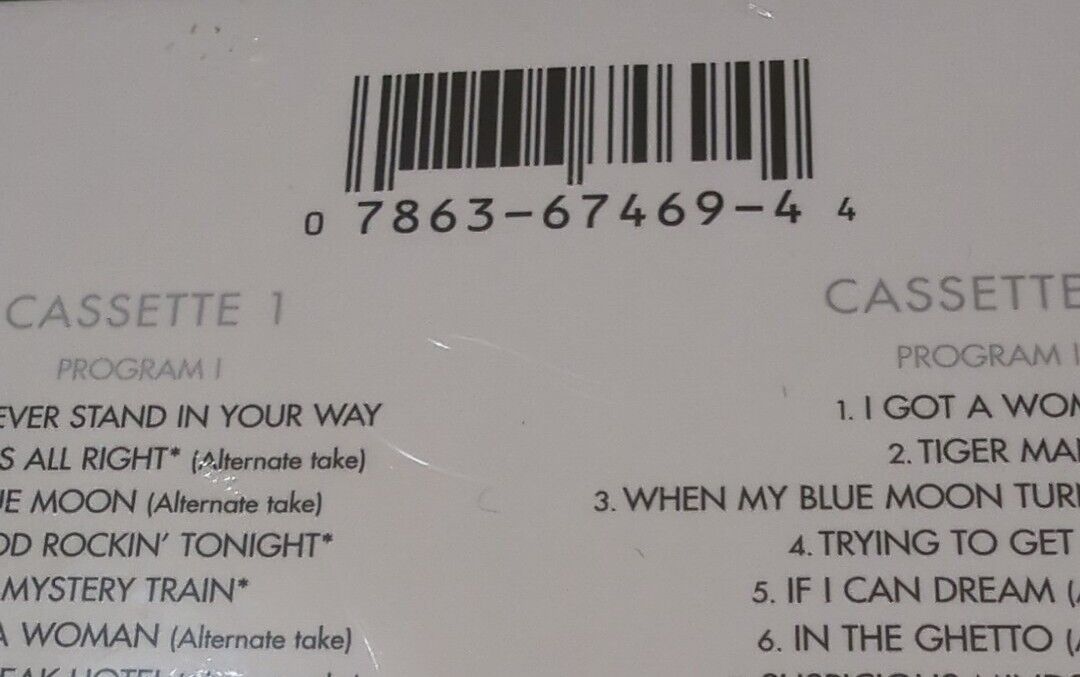 0 7863-67469-4 4
CASSETTE 1
PROGRAM I
EVER STAND IN YOUR WAY
S ALL RIGHT* (Alternate take)
UE MOON (Alternate take)
OD ROCKIN' TONIGHT*
MYSTERY TRAIN*
A WOMAN (Alternate take)
CASSETTE
PROGRAM I
1. I GOT A WOM
2. TIGER MA
3. WHEN MY BLUE MOON TUR
4. TRYING TO GET
5. IF I CAN DREAM (
6. IN THE GHETTO (